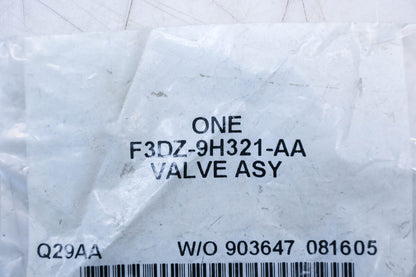 ONE
F3DZ-9H321-AA
VALVE ASY
Q29AA W/O 903647 081605